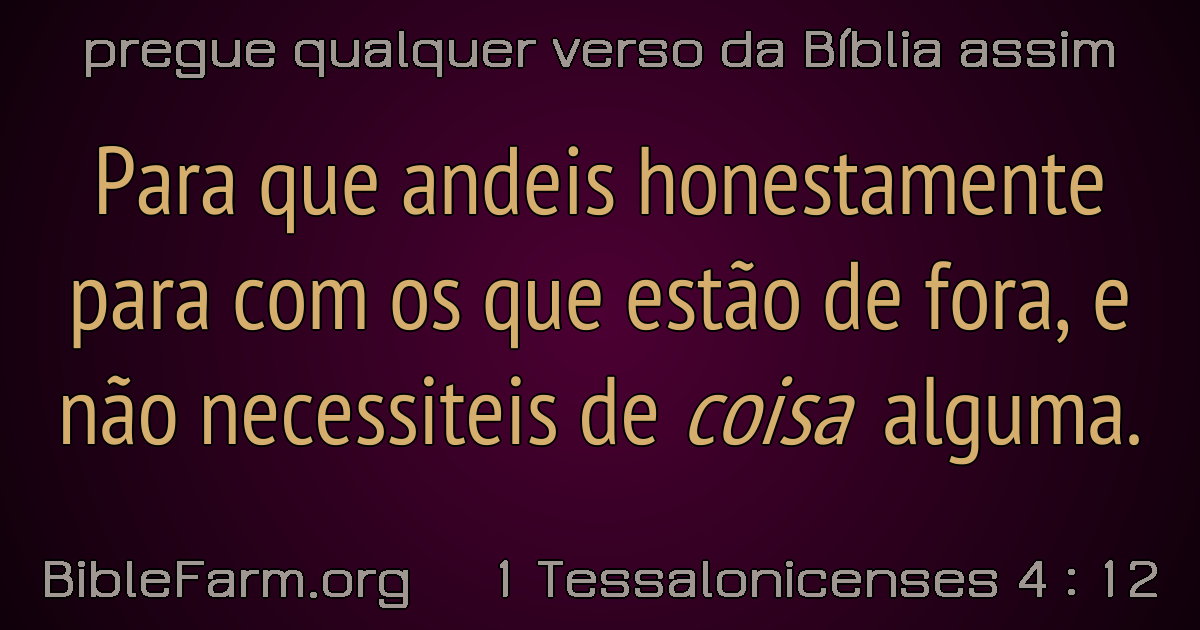 pregue qualquer verso da Bíblia assim
Para que andeis honestamente
para com os que estão de fora, e
não necessiteis de coisa alguma.
BibleFarm.org 1 Tessalonicenses 4 : 12